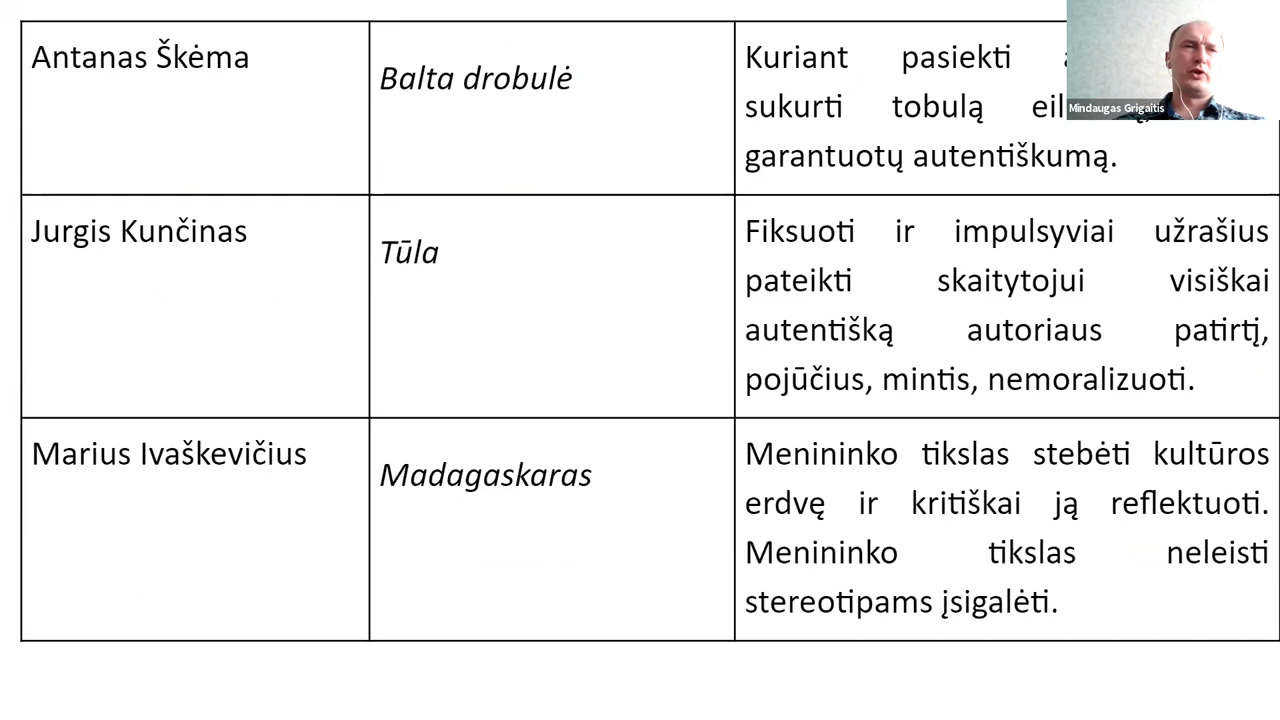 Antanas Škėma
Balta drobulė
Kuriant pasiekti
sukurti tobulą
garantuotų autentiškumą.
Mindaugas Grigaitis
Jurgis Kunčinas
Tūla
Fiksuoti ir impulsyviai užrašius
pateikti skaitytojui visiškai
autentišką autoriaus patirtį,
pojūčius, mintis, nemoralizuoti.
Marius Ivaškevičius
Madagaskaras
Menininko tikslas stebėti kultūros
erdvę ir kritiškai ją reflektuoti.
Menininko tikslas neleisti
stereotipams įsigalėti.